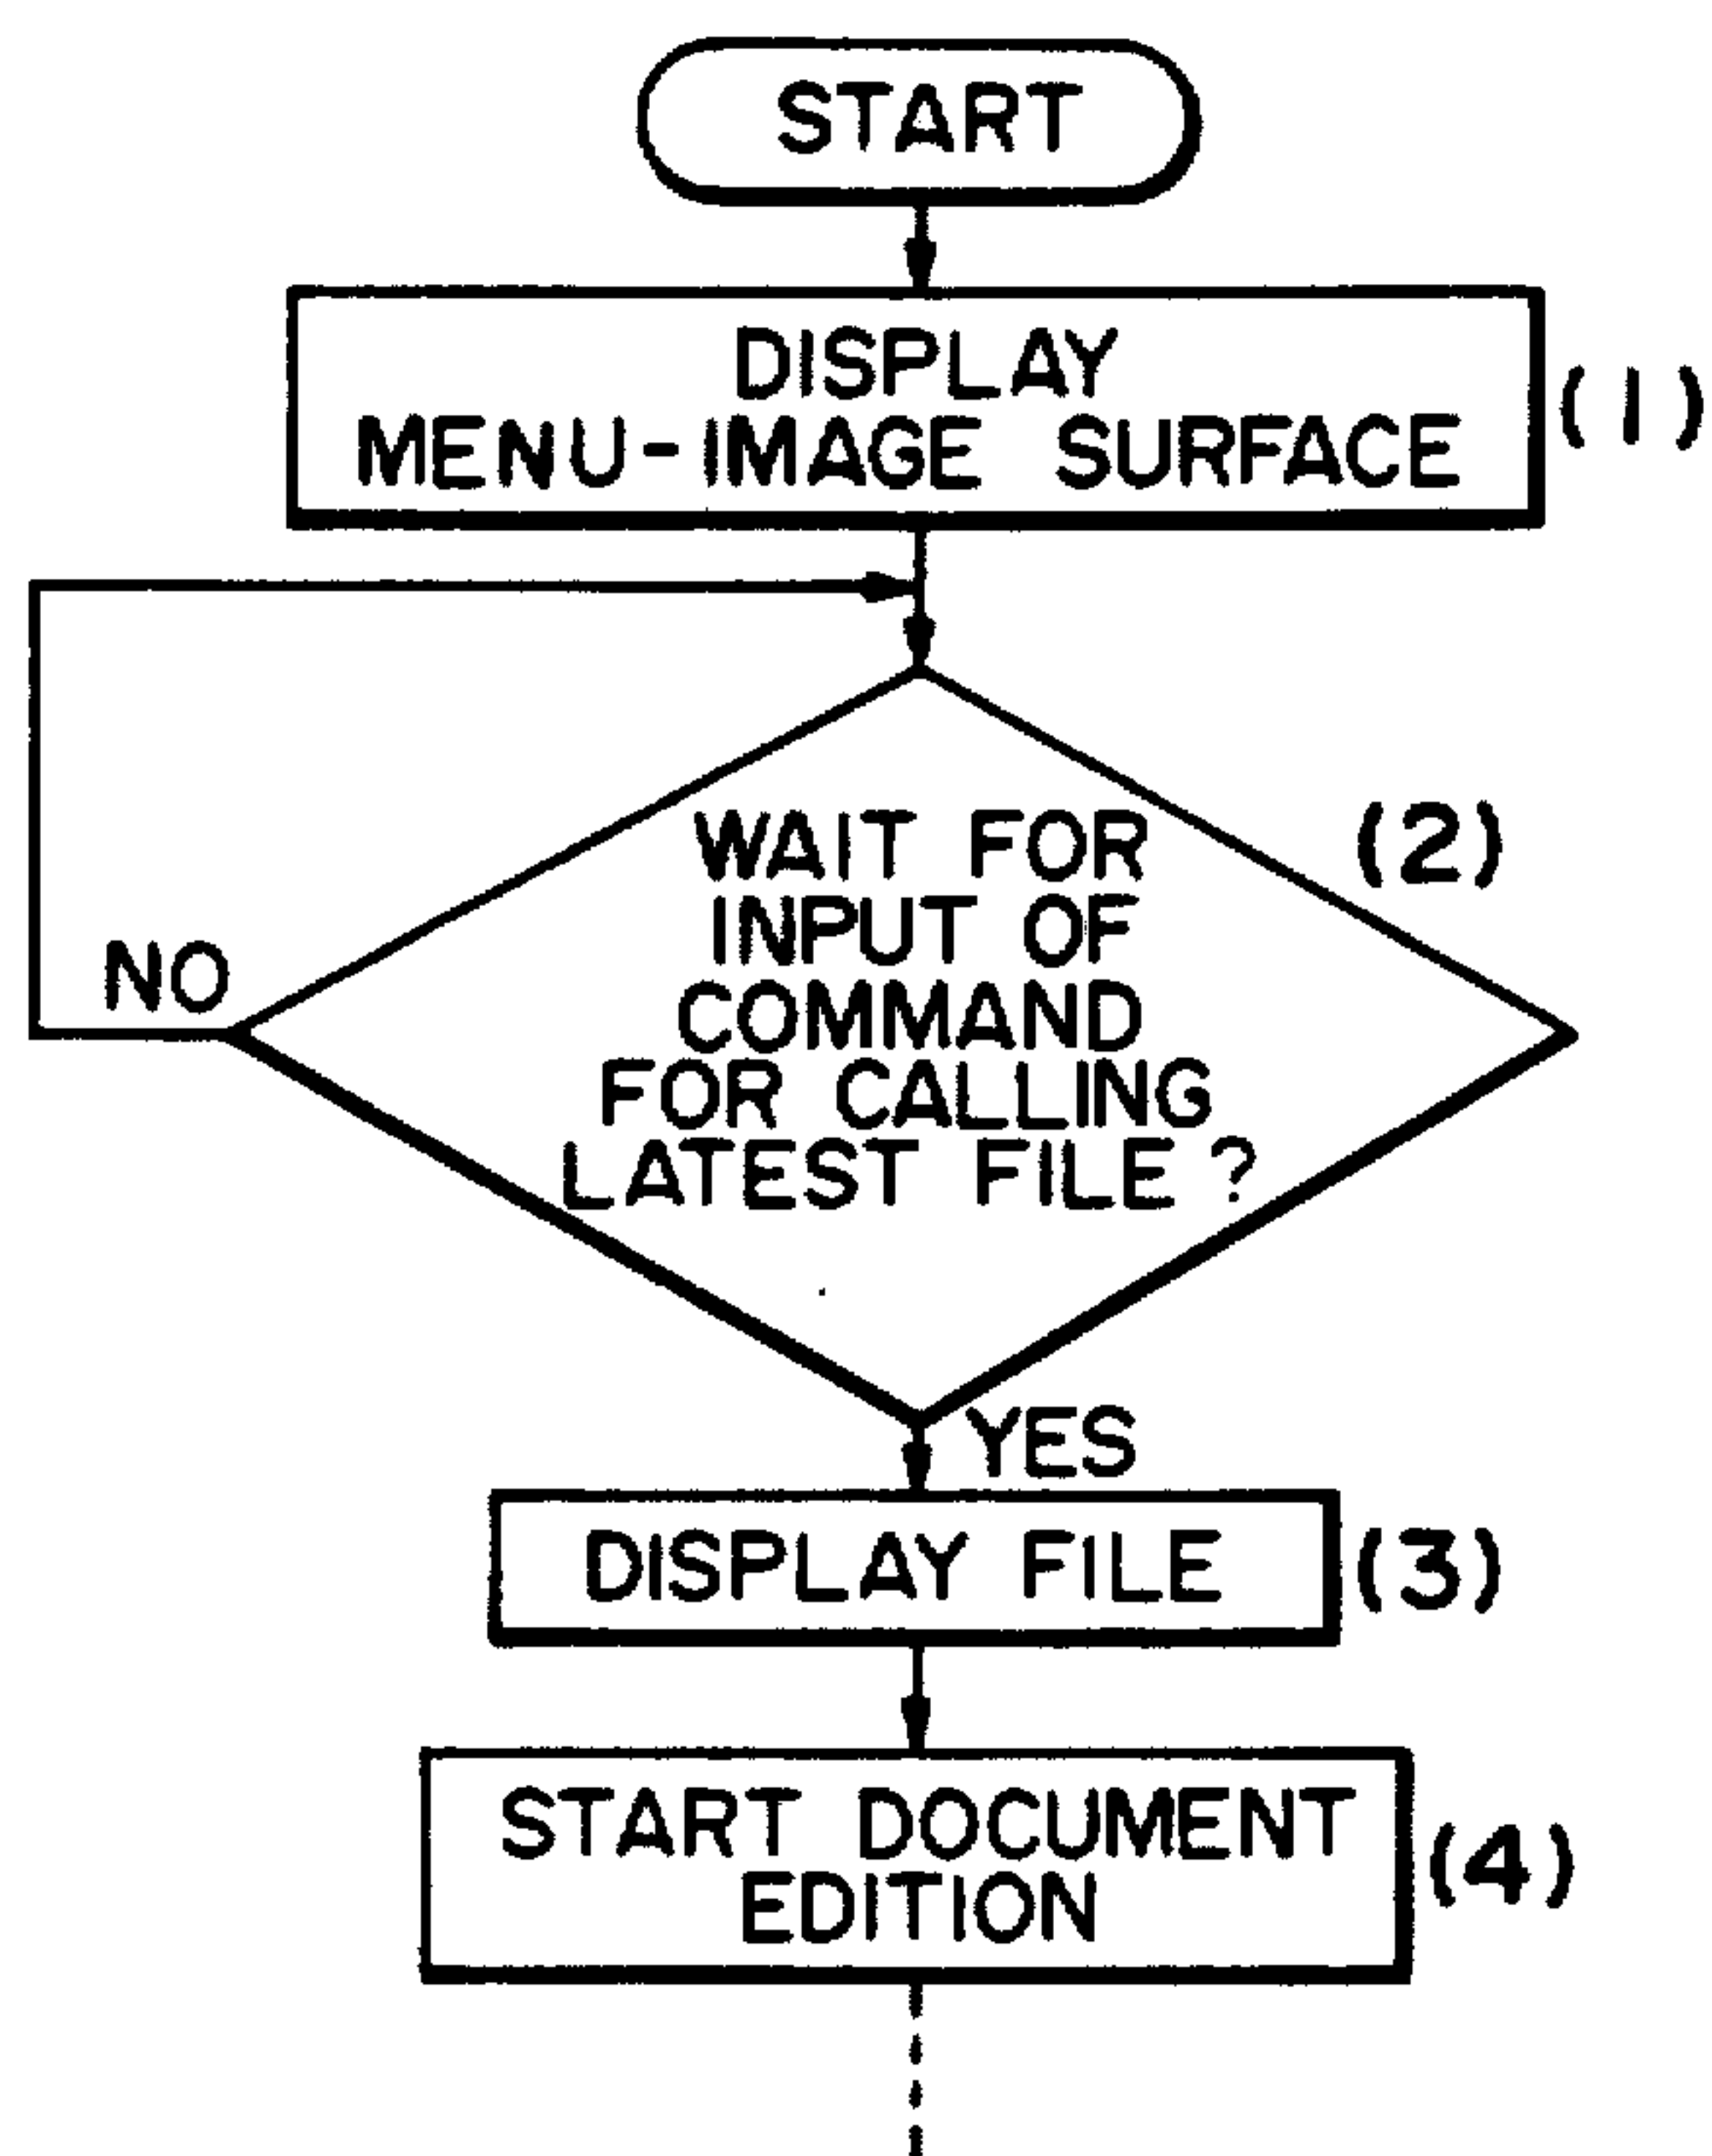 START
DISPLAY
MENU-IMAGE SURFACE
(1)
WAIT FOR
INPUT OF
COMMAND
FOR CALLING
LATEST FILE?
(2)
NO
YES
DISPLAY FILE
(3)
START DOCUMENT
EDITION
(4)